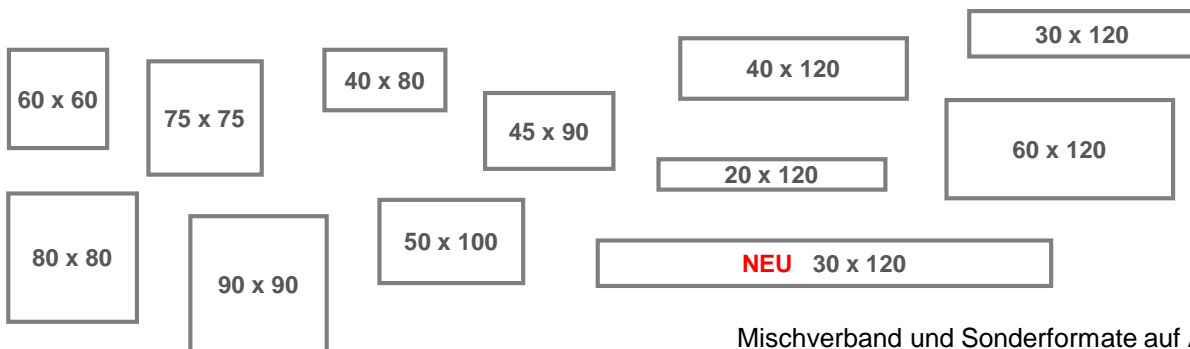 30 x 120
40 x 120
40 x 80
60 x 60
75 x 75
45 x 90
60 x 120
20 x 120
80 x 80
50 x 100
NEU 30 x 120
90 x 90
Mischverband und Sonderformate auf